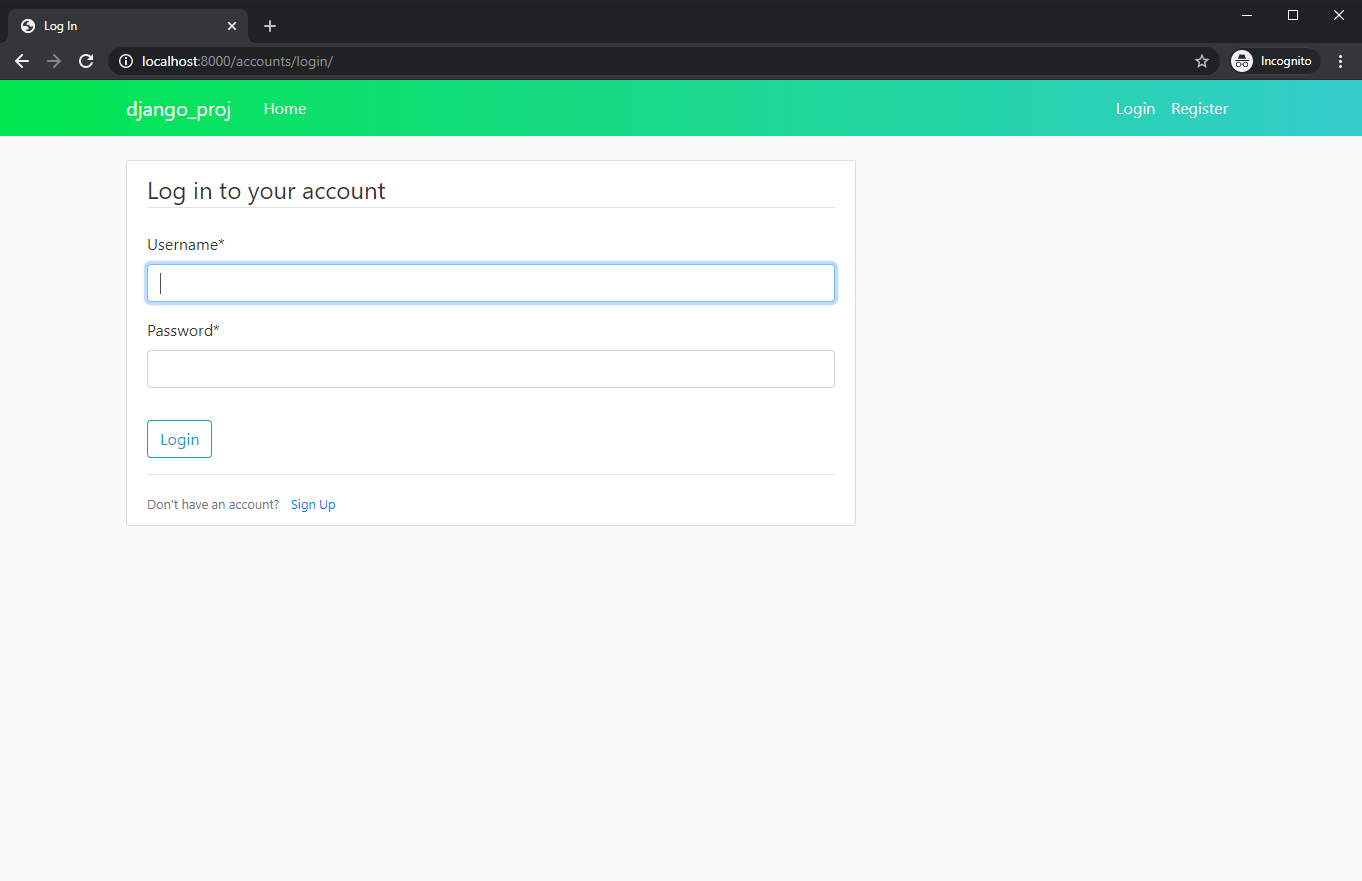 Log In
localhost:8000/accounts/login/
Incognito
django_proj Home Login Register
Log in to your account
Username*
Password*
Login
Don't have an account? Sign Up